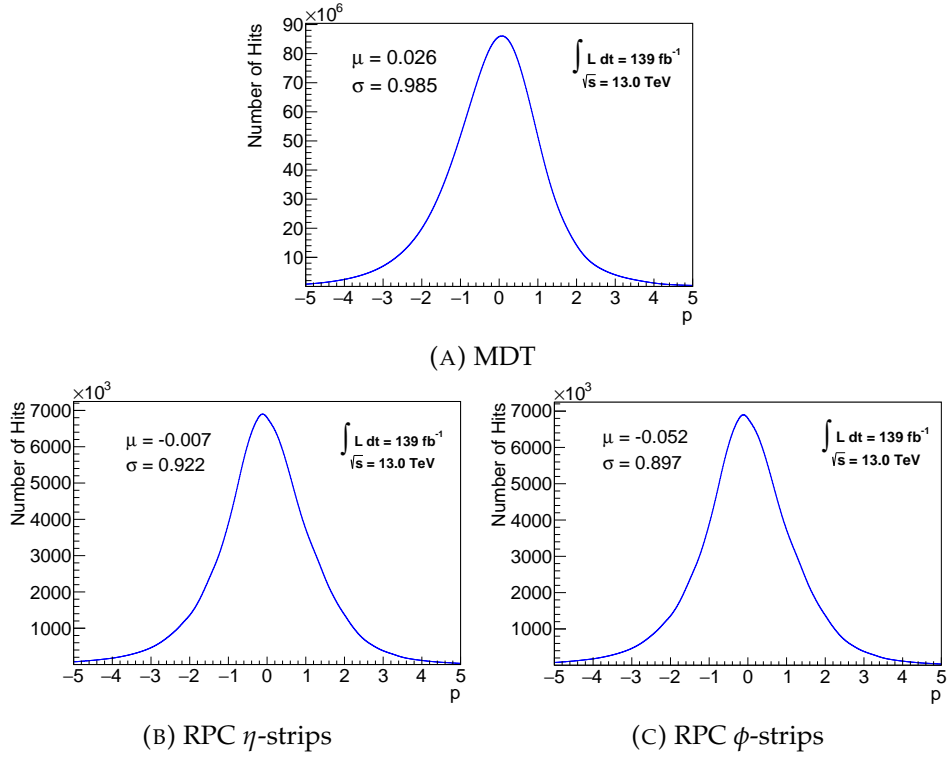 ×10⁶
Number of Hits
90
80
70
60
50
40
30
20
10
μ = 0.026
σ = 0.985
∫ L dt = 139 fb⁻¹
√s = 13.0 TeV
−5 −4 −3 −2 −1 0 1 2 3 4 5
p
(A) MDT
×10³
Number of Hits
7000
6000
5000
4000
3000
2000
1000
μ = -0.007
σ = 0.922
∫ L dt = 139 fb⁻¹
√s = 13.0 TeV
−5 −4 −3 −2 −1 0 1 2 3 4 5
p
(B) RPC η-strips
×10³
Number of Hits
7000
6000
5000
4000
3000
2000
1000
μ = -0.052
σ = 0.897
∫ L dt = 139 fb⁻¹
√s = 13.0 TeV
−5 −4 −3 −2 −1 0 1 2 3 4 5
p
(C) RPC ϕ-strips